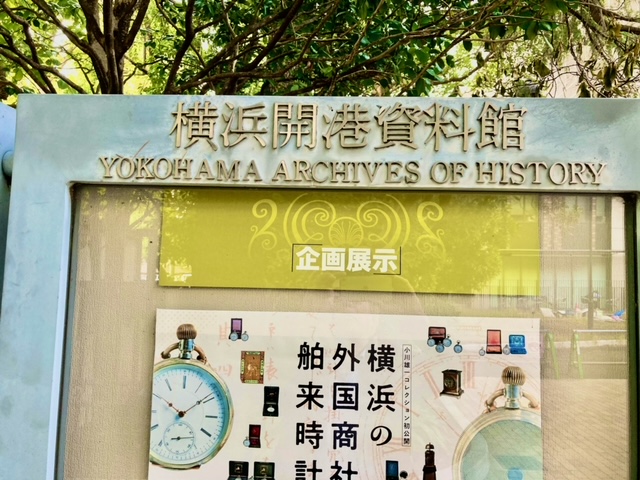 横浜開港資料館
YOKOHAMA ARCHIVES OF HISTORY
企画展示
小川雄一コレクション初公開
横浜の
外国商社
舶来時計